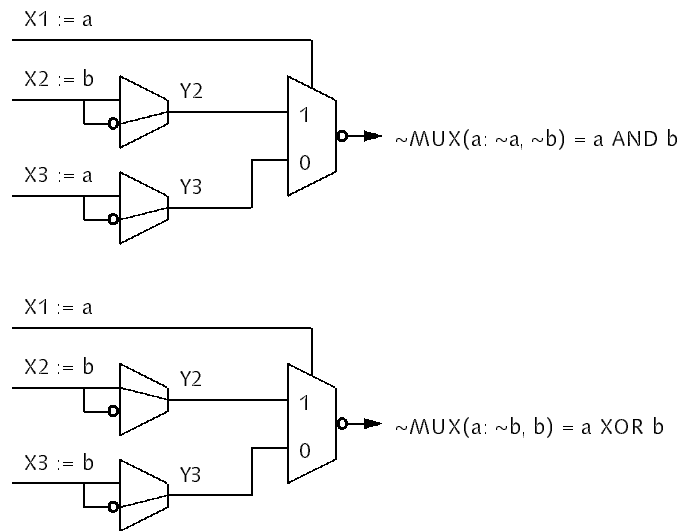 X1 := a
X2 := b
Y2
1
~MUX(a: ~a, ~b) = a AND b
0
X3 := a
Y3
X1 := a
X2 := b
Y2
1
~MUX(a: ~b, b) = a XOR b
0
X3 := b
Y3